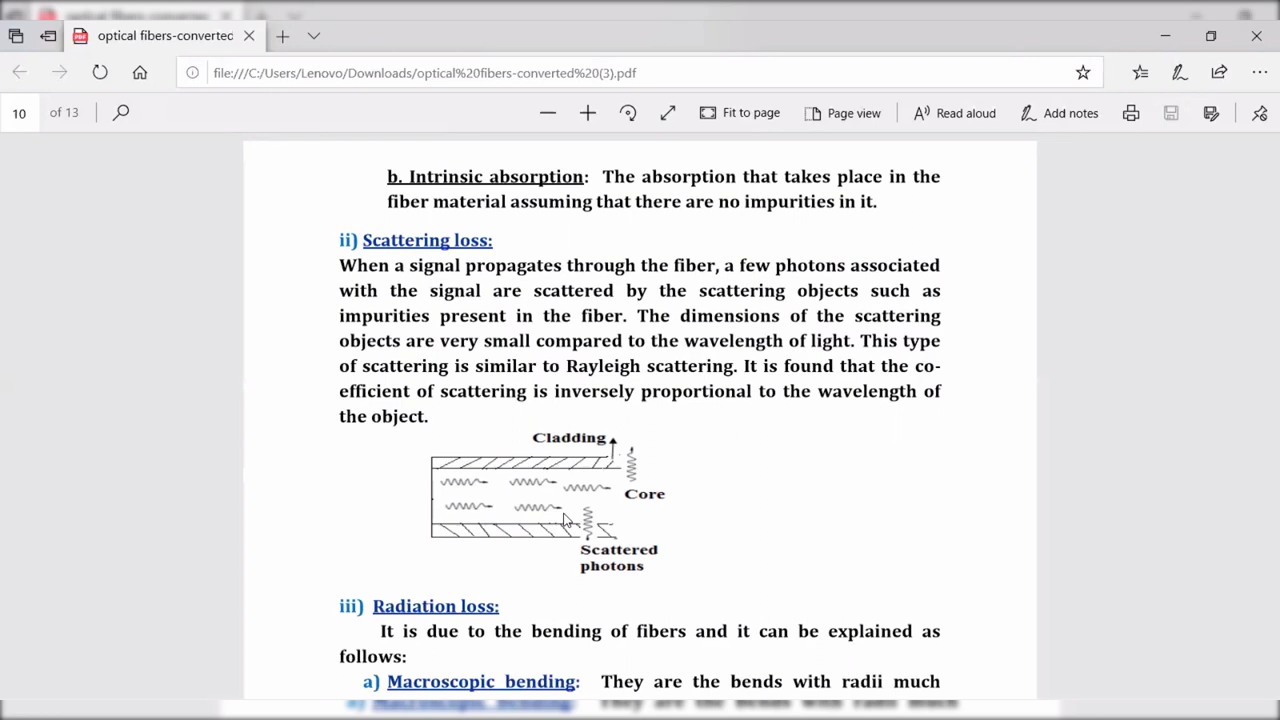 optical fibers-converted
file:///C:/Users/Lenovo/Downloads/optical%20fibers-converted%20(3).pdf
10 of 13
Fit to page
Page view
Read aloud
Add notes
b. Intrinsic absorption: The absorption that takes place in the
fiber material assuming that there are no impurities in it.
ii) Scattering loss:
When a signal propagates through the fiber, a few photons associated
with the signal are scattered by the scattering objects such as
impurities present in the fiber. The dimensions of the scattering
objects are very small compared to the wavelength of light. This type
of scattering is similar to Rayleigh scattering. It is found that the co-
efficient of scattering is inversely proportional to the wavelength of
the object.
Cladding
Core
Scattered
photons
iii) Radiation loss:
It is due to the bending of fibers and it can be explained as
follows:
a) Macroscopic bending: They are the bends with radii much